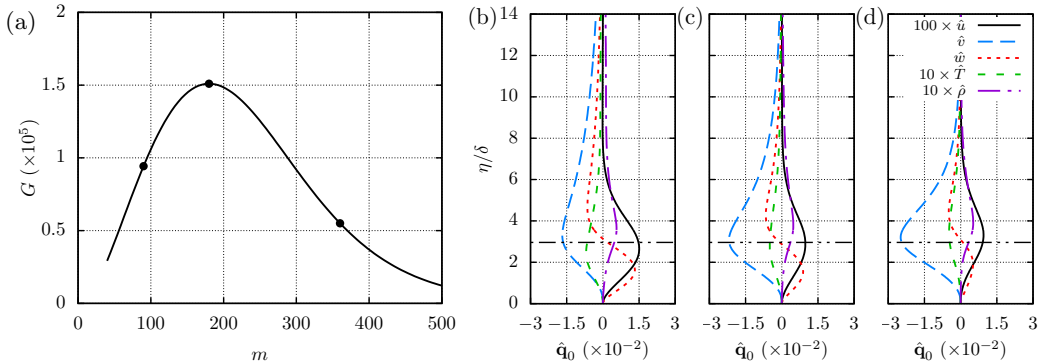 (a)
G (×10⁵)
2
1.5
1
0.5
0
0 100 200 300 400 500
m
(b)
η/δ
14
12
10
8
6
4
2
0
−3 −1.5 0 1.5 3
q̂₀ (×10⁻²)
(c)
−3 −1.5 0 1.5 3
q̂₀ (×10⁻²)
(d)
100 × û
v̂
ŵ
10 × T̂
10 × ρ̂
−3 −1.5 0 1.5 3
q̂₀ (×10⁻²)